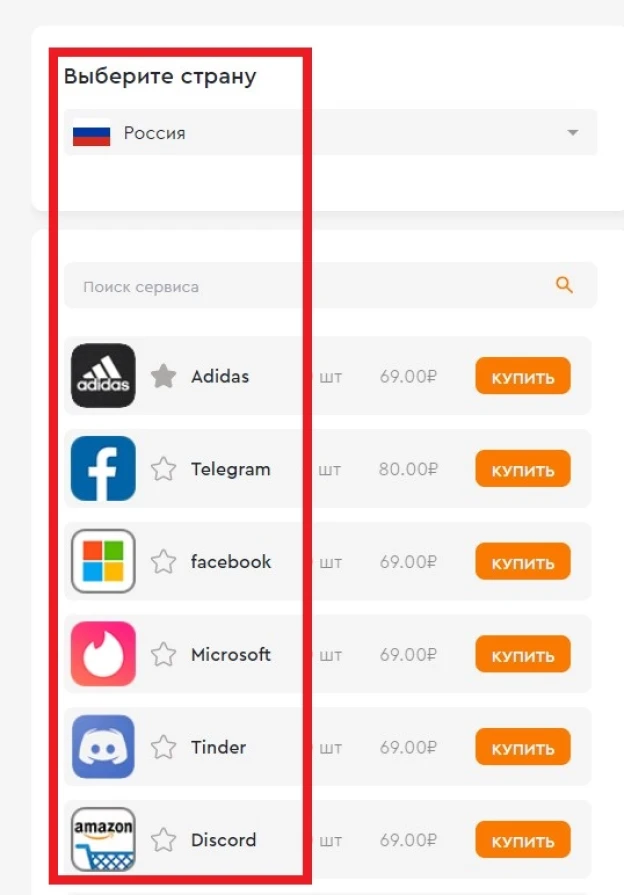 Выберите страну
Россия
Поиск сервиса
adidas Adidas шт 69.00₽ КУПИТЬ
f Telegram шт 80.00₽ КУПИТЬ
facebook шт 69.00₽ КУПИТЬ
Microsoft шт 69.00₽ КУПИТЬ
Tinder шт 69.00₽ КУПИТЬ
amazon Discord шт 69.00₽ КУПИТЬ